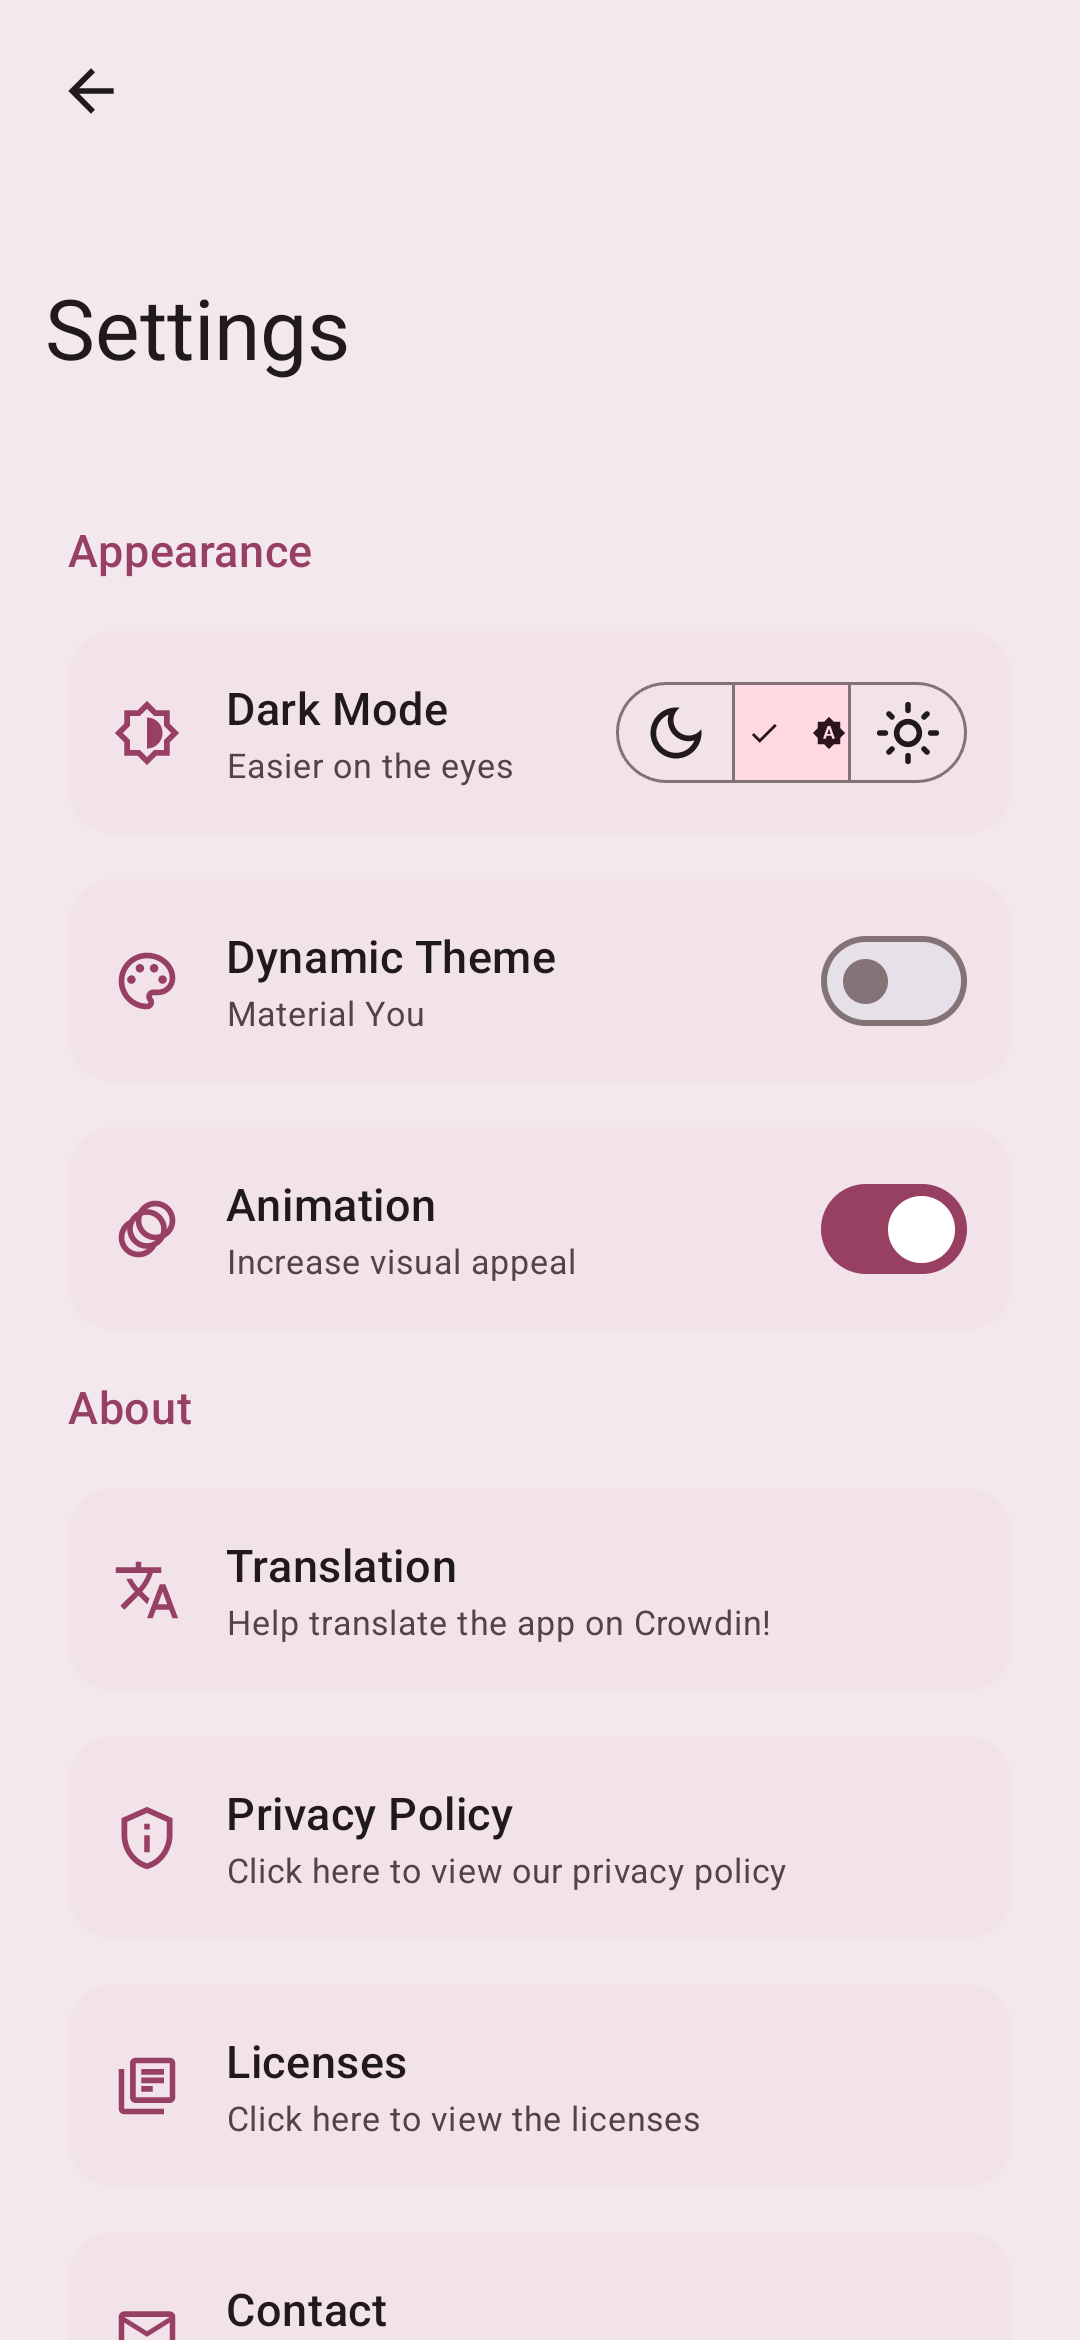 Settings
Appearance
Dark Mode
Easier on the eyes
A
Dynamic Theme
Material You
Animation
Increase visual appeal
About
Translation
Help translate the app on Crowdin!
Privacy Policy
Click here to view our privacy policy
Licenses
Click here to view the licenses
Contact